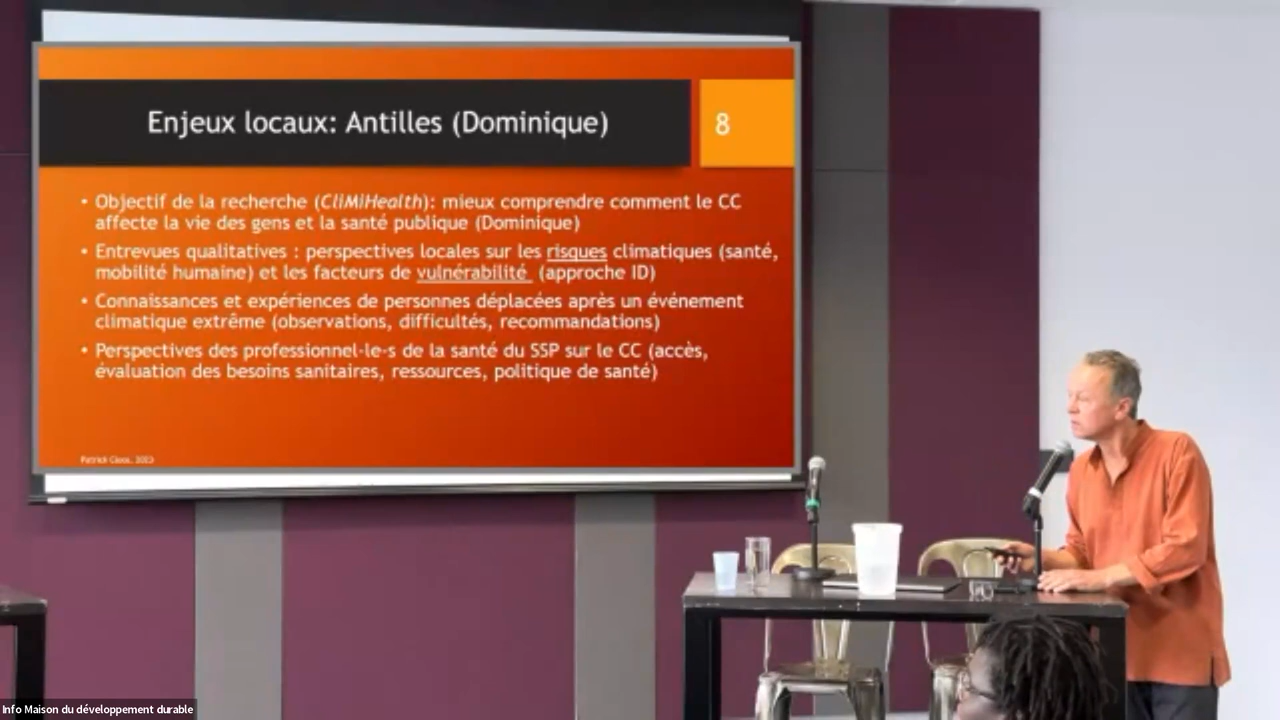 Enjeux locaux: Antilles (Dominique)
8
• Objectif de la recherche (CliMiHealth): mieux comprendre comment le CC
affecte la vie des gens et la santé publique (Dominique)
• Entrevues qualitatives : perspectives locales sur les risques climatiques (santé,
mobilité humaine) et les facteurs de vulnérabilité (approche ID)
• Connaissances et expériences de personnes déplacées après un événement
climatique extrême (observations, difficultés, recommandations)
• Perspectives des professionnel-le-s de la santé du SSP sur le CC (accès,
évaluation des besoins sanitaires, ressources, politique de santé)
Patrick Cloos, 2023
Info Maison du développement durable